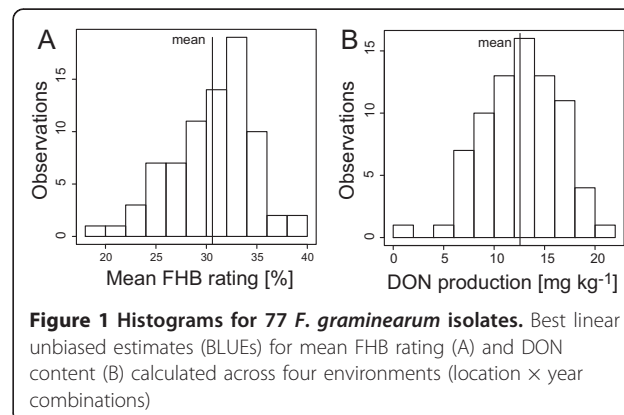 A
mean
Observations
0
5
10
15
20
25
30
35
40
Mean FHB rating [%]
B
mean
Observations
0
5
10
15
0
5
10
15
20
DON production [mg kg-1]
Figure 1 Histograms for 77 F. graminearum isolates. Best linear
unbiased estimates (BLUEs) for mean FHB rating (A) and DON
content (B) calculated across four environments (location × year
combinations)